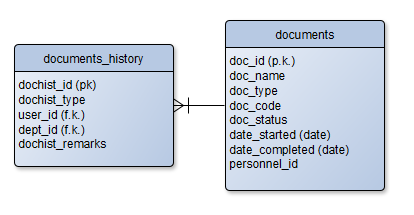 documents_history
dochist_id (pk)
dochist_type
user_id (f.k.)
dept_id (f.k.)
dochist_remarks
documents
doc_id (p.k.)
doc_name
doc_type
doc_code
doc_status
date_started (date)
date_completed (date)
personnel_id